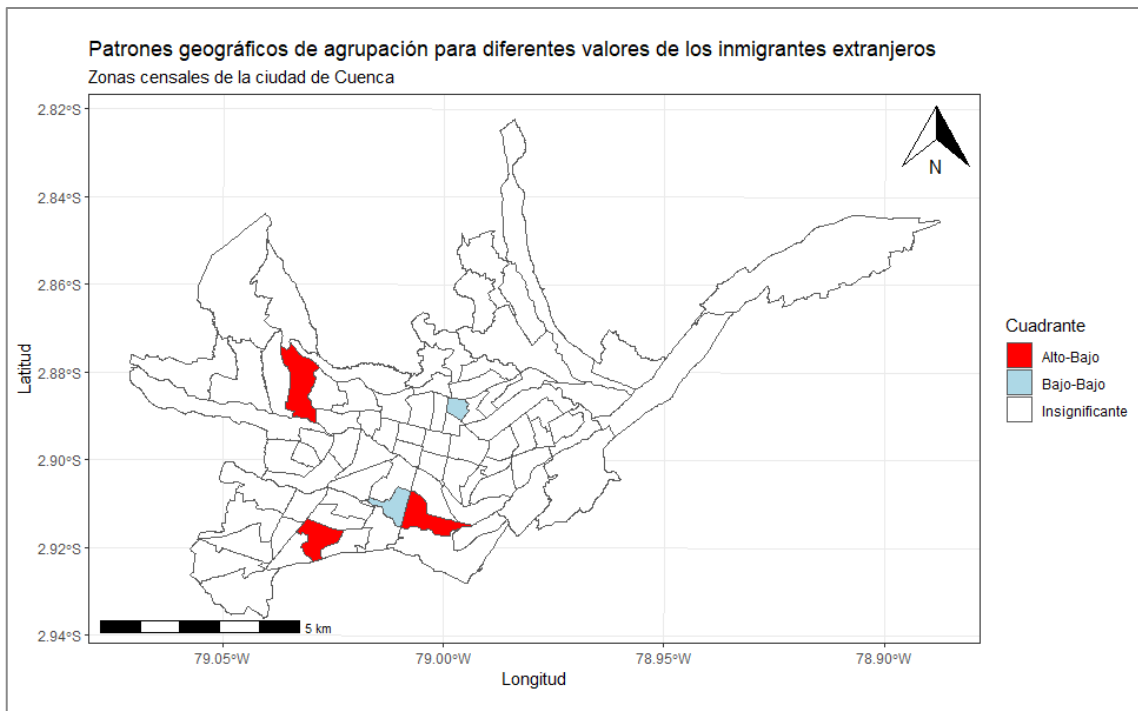 Patrones geográficos de agrupación para diferentes valores de los inmigrantes extranjeros
Zonas censales de la ciudad de Cuenca
2.82°S
2.84°S
2.86°S
2.88°S
2.90°S
2.92°S
2.94°S
Latitud
N
Cuadrante
Alto-Bajo
Bajo-Bajo
Insignificante
5 km
79.05°W
79.00°W
78.95°W
78.90°W
Longitud